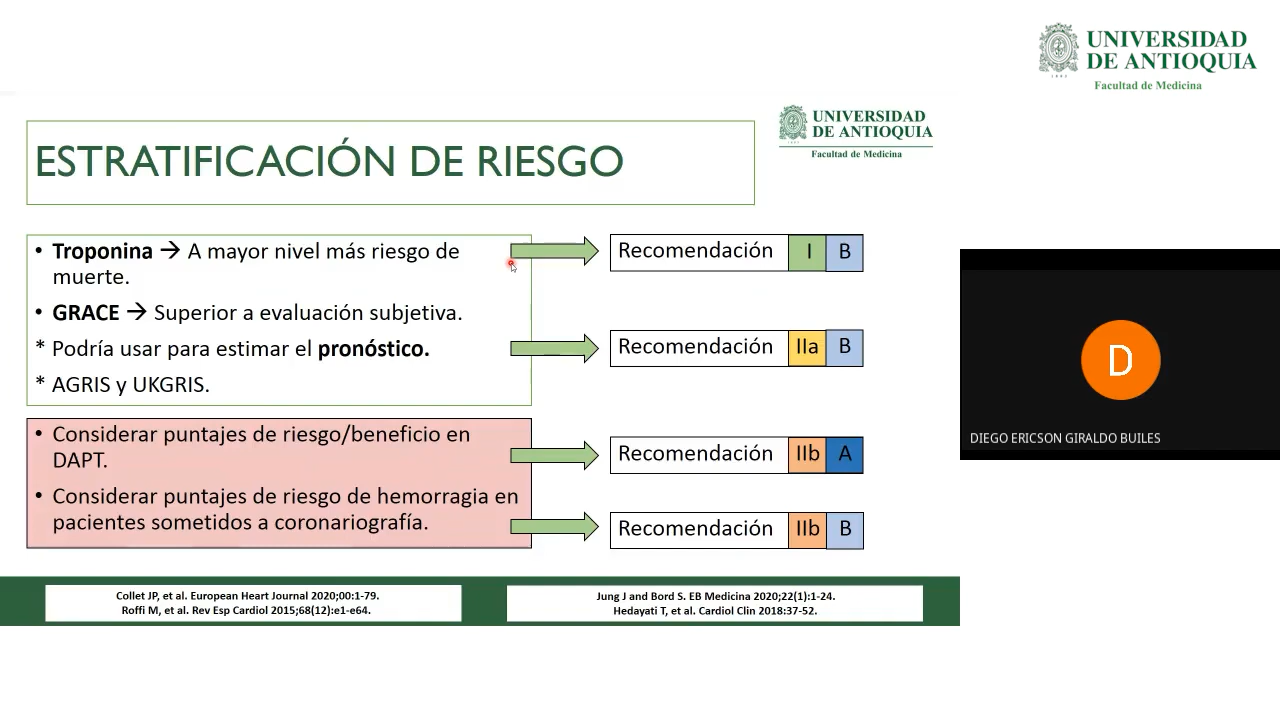 UNIVERSIDAD
DE ANTIOQUIA
Facultad de Medicina
UNIVERSIDAD
DE ANTIOQUIA
Facultad de Medicina
ESTRATIFICACIÓN DE RIESGO
• Troponina → A mayor nivel más riesgo de
muerte.
Recomendación I B
• GRACE → Superior a evaluación subjetiva.
* Podría usar para estimar el pronóstico.
Recomendación IIa B
* AGRIS y UKGRIS.
• Considerar puntajes de riesgo/beneficio en
DAPT.
Recomendación IIb A
• Considerar puntajes de riesgo de hemorragia en
pacientes sometidos a coronariografía.
Recomendación IIb B
Collet JP, et al. European Heart Journal 2020;00:1-79.
Roffi M, et al. Rev Esp Cardiol 2015;68(12):e1-e64.
Jung J and Bord S. EB Medicina 2020;22(1):1-24.
Hedayati T, et al. Cardiol Clin 2018:37-52.
D
DIEGO ERICSON GIRALDO BUILES